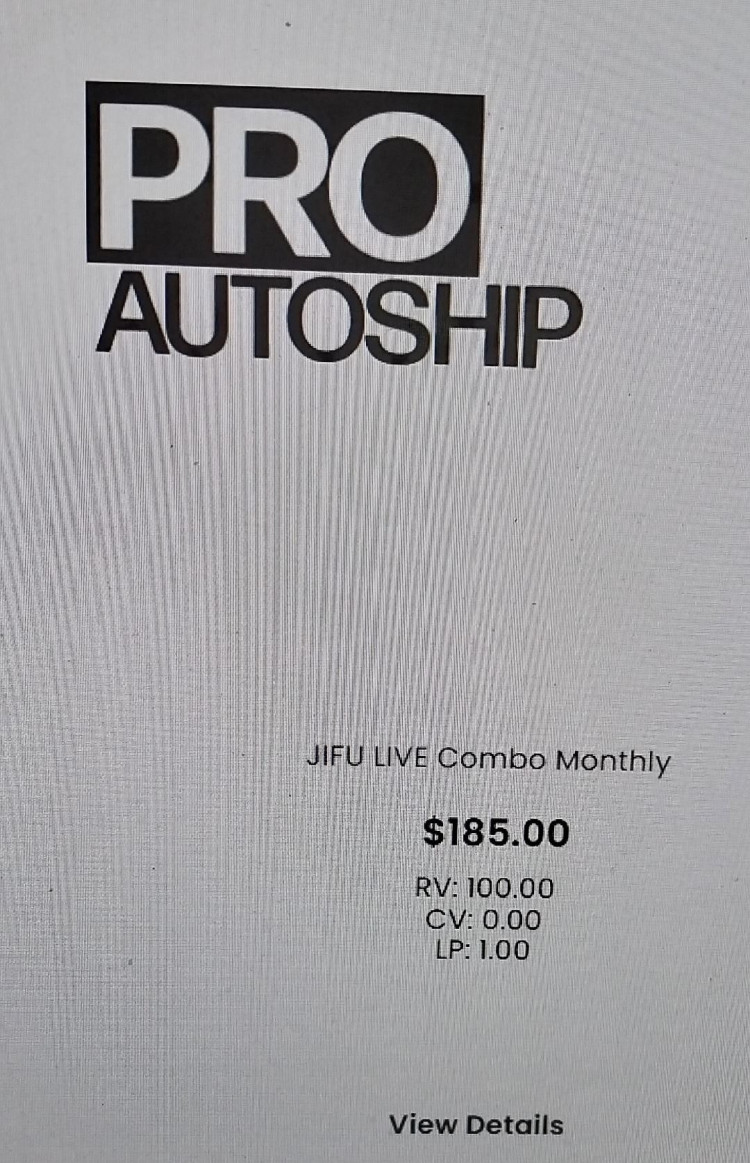 PRO
AUTOSHIP
JIFU LIVE Combo Monthly
$185.00
RV: 100.00
CV: 0.00
LP: 1.00
View Details